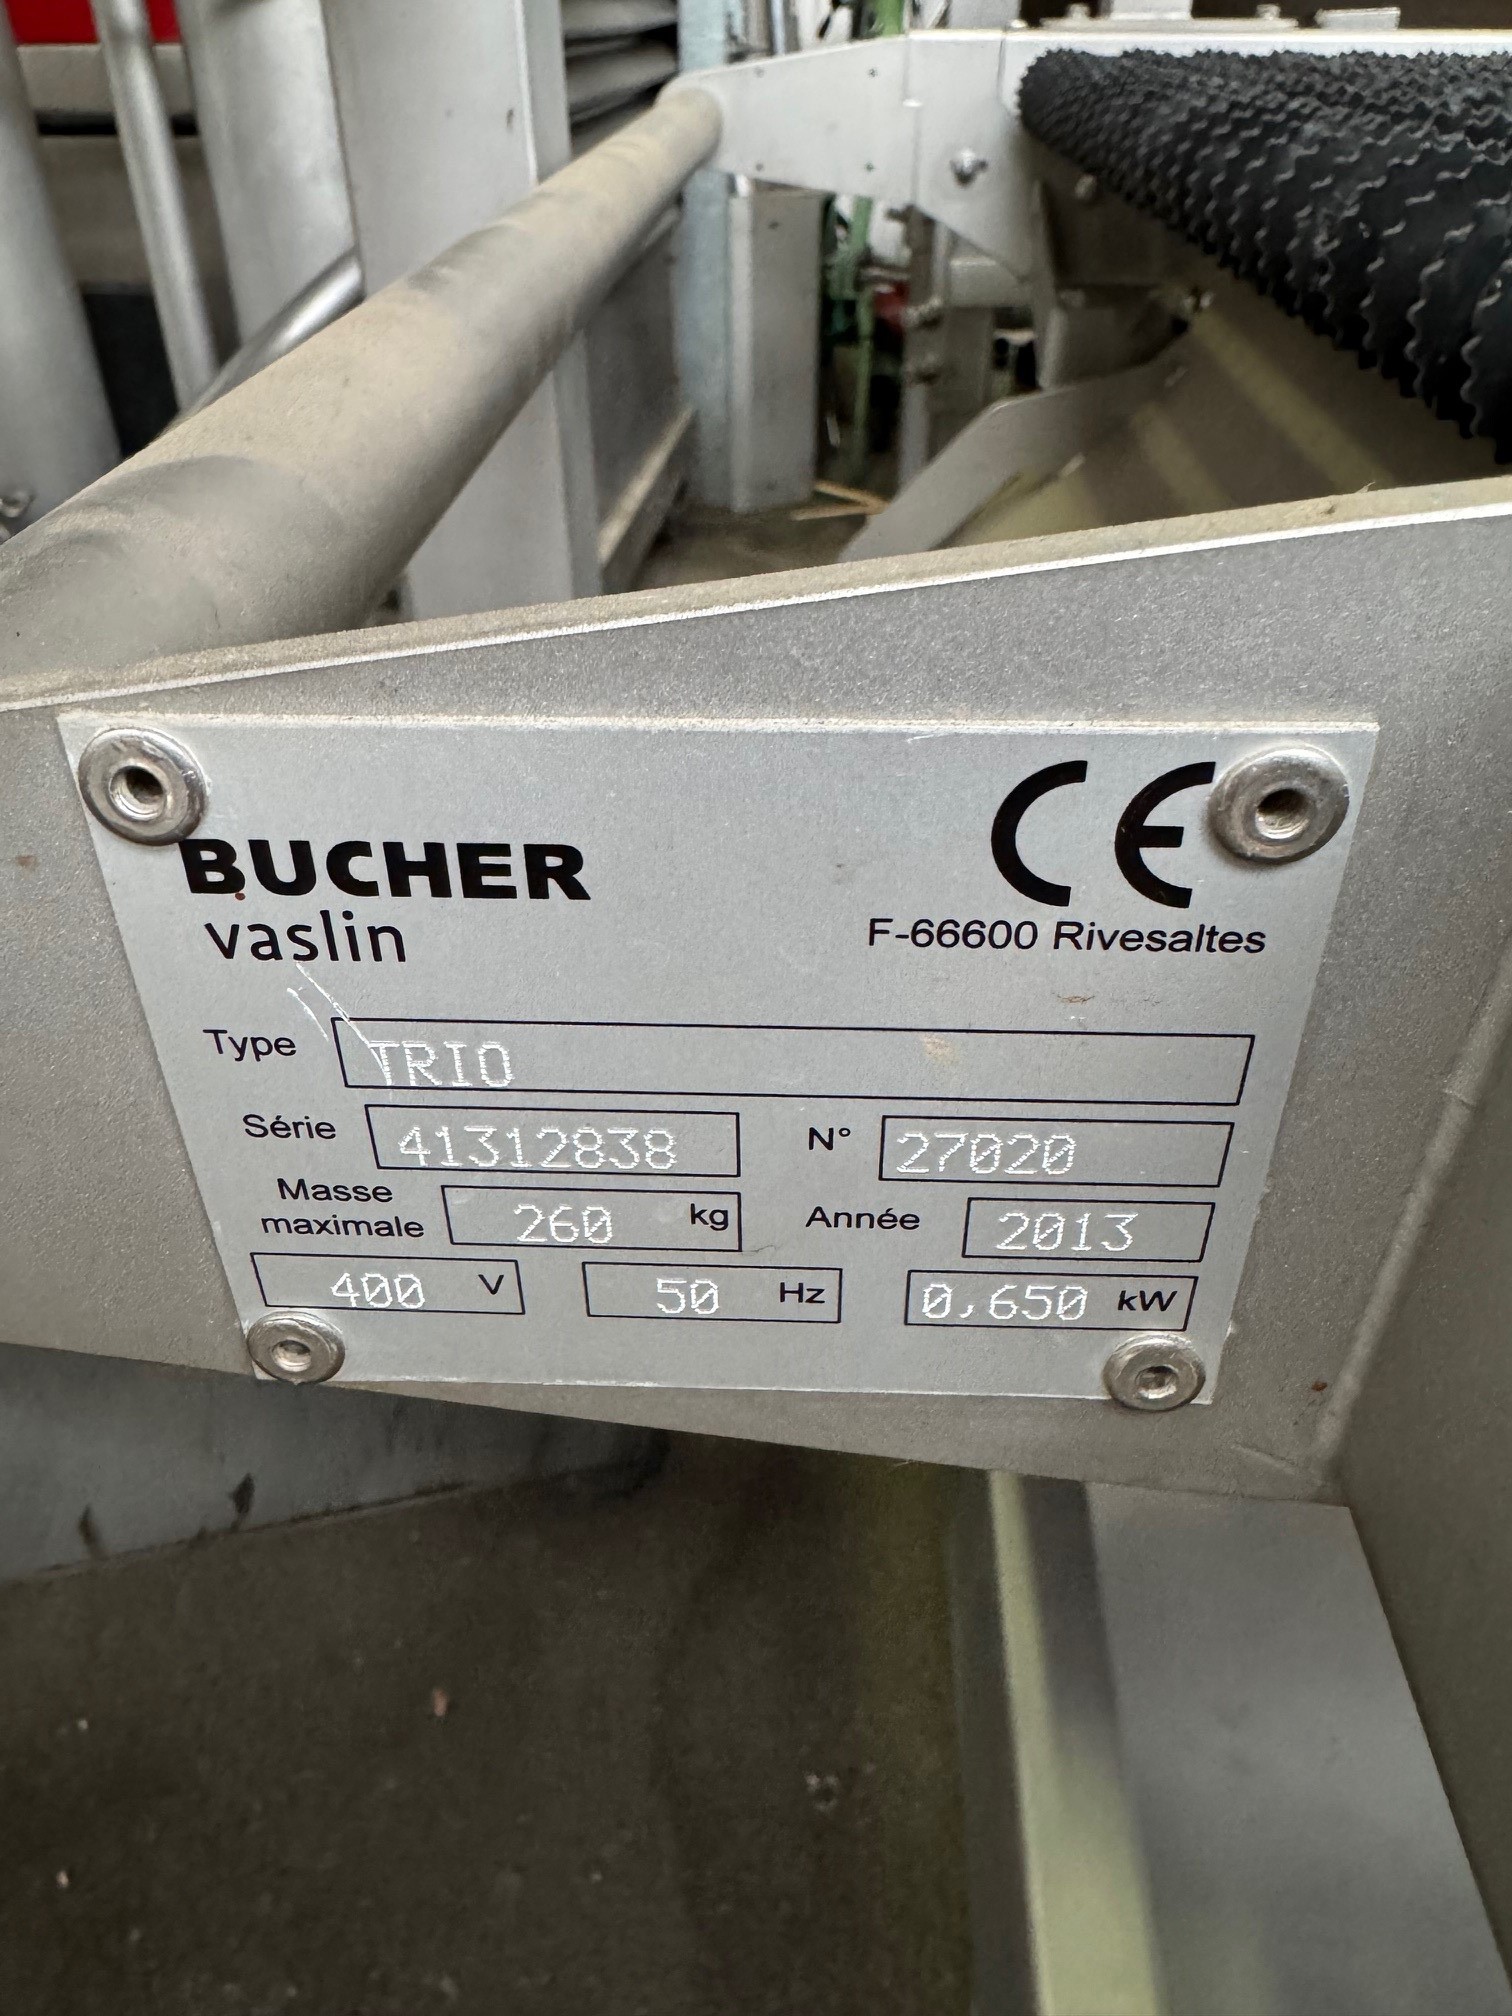 BUCHER
vaslin
CE
F-66600 Rivesaltes
Type TRIO
Série 41312838 N° 27020
Masse maximale 260 kg Année 2013
400 V 50 Hz 0,650 kW